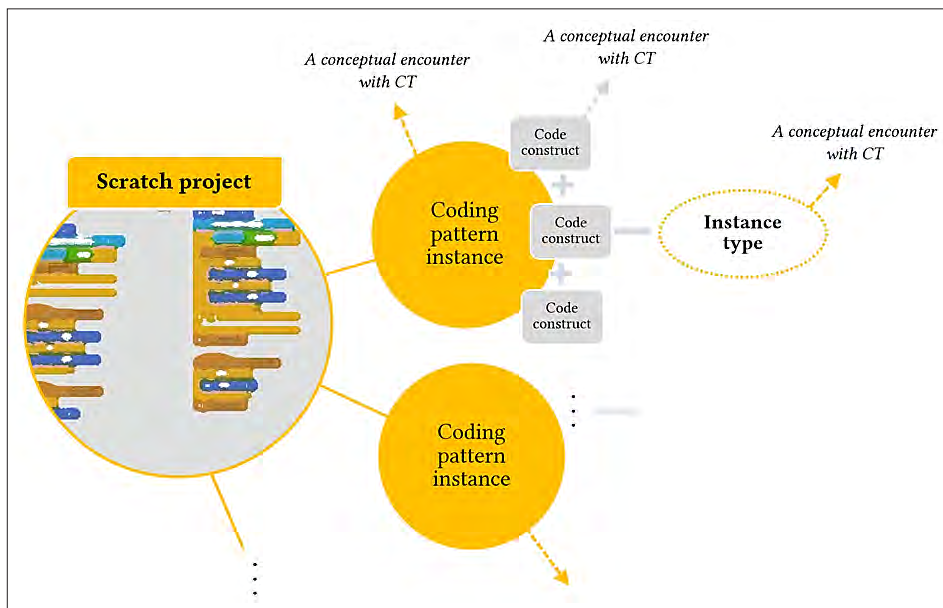 A conceptual encounter
with CT
A conceptual encounter
with CT
Code
construct
A conceptual encounter
with CT
Scratch project
Coding
pattern
instance
Code
construct
Instance
type
Code
construct
Coding
pattern
instance